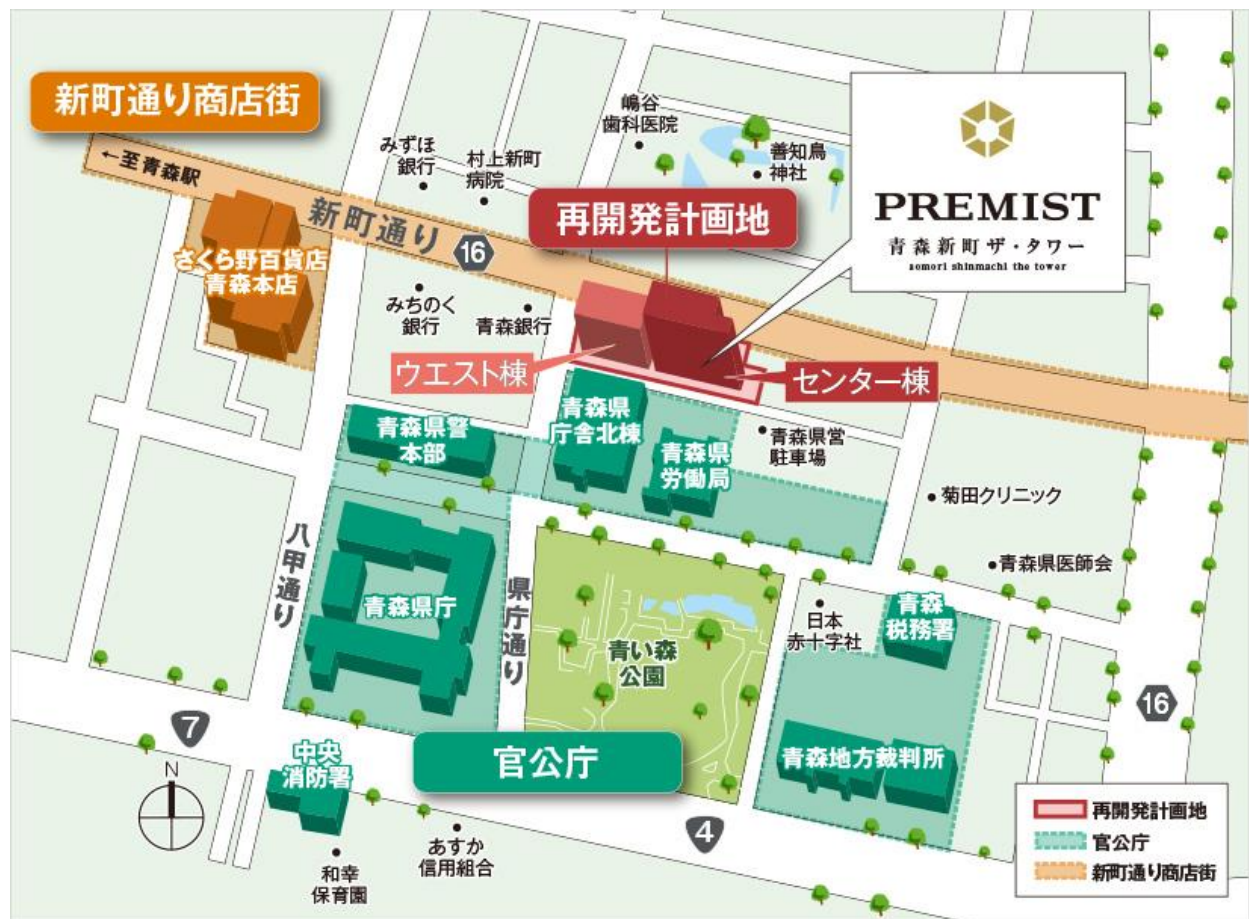 新町通り商店街
←至青森駅
さくら野百貨店
青森本店
新町通り
16
みずほ
銀行
村上新町
病院
嶋谷
歯科医院
善知鳥
神社
再開発計画地
PREMIST
青森新町ザ・タワー
aomori shinmachi the tower
みちのく
銀行
青森銀行
ウエスト棟
センター棟
青森県警
本部
青森県
庁舎北棟
青森県
労働局
青森県営
駐車場
菊田クリニック
青森県医師会
八甲通り
青森県庁
県庁通り
青い森
公園
日本
赤十字社
青森
税務署
16
7
中央
消防署
官公庁
青森地方裁判所
N
4
あすか
信用組合
和幸
保育園
再開発計画地
官公庁
新町通り商店街